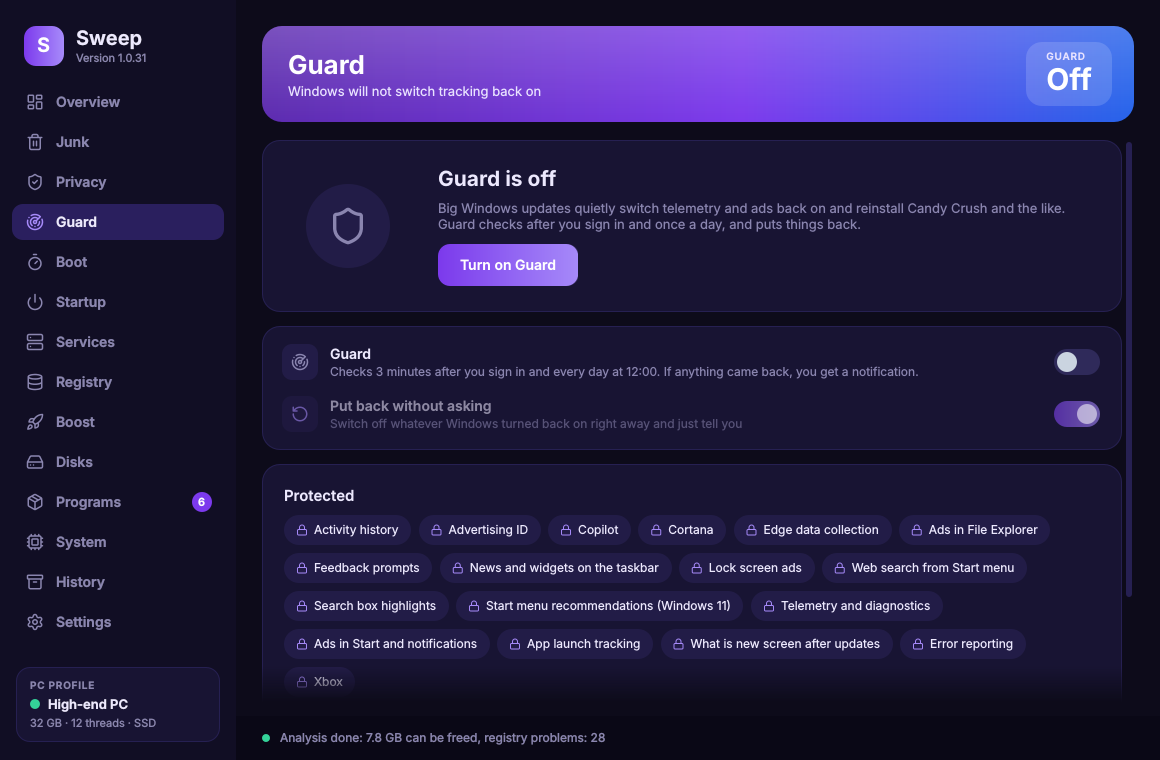 S
Sweep
Version 1.0.31
Overview
Junk
Privacy
Guard
Boot
Startup
Services
Registry
Boost
Disks
Programs
6
System
History
Settings
PC PROFILE
High-end PC
32 GB · 12 threads · SSD
Guard
Windows will not switch tracking back on
GUARD
Off
Guard is off
Big Windows updates quietly switch telemetry and ads back on and reinstall Candy Crush and the like.
Guard checks after you sign in and once a day, and puts things back.
Turn on Guard
Guard
Checks 3 minutes after you sign in and every day at 12:00. If anything came back, you get a notification.
Put back without asking
Switch off whatever Windows turned back on right away and just tell you
Protected
Activity history Advertising ID Copilot Cortana Edge data collection Ads in File Explorer
Feedback prompts News and widgets on the taskbar Lock screen ads Web search from Start menu
Search box highlights Start menu recommendations (Windows 11) Telemetry and diagnostics
Ads in Start and notifications App launch tracking What is new screen after updates Error reporting
Xbox
Analysis done: 7.8 GB can be freed, registry problems: 28